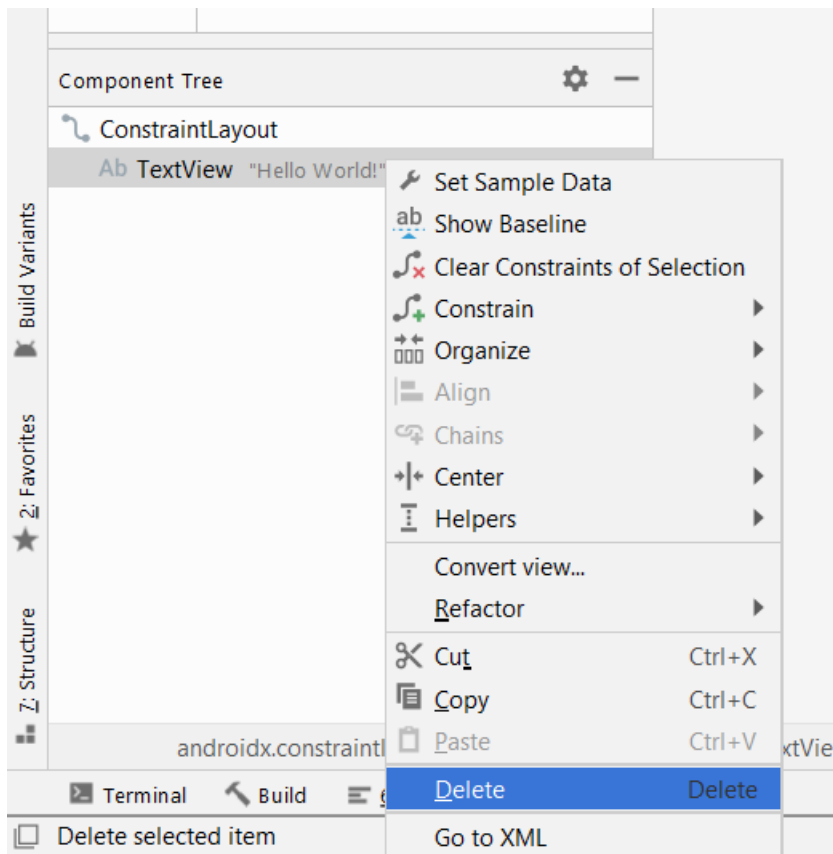 Component Tree
ConstraintLayout
Ab TextView "Hello World!"
Set Sample Data
ab Show Baseline
Clear Constraints of Selection
Constrain
Organize
Align
Chains
Center
Helpers
Convert view...
Refactor
Cut Ctrl+X
Copy Ctrl+C
Paste Ctrl+V
Delete Delete
Go to XML
Build Variants
2: Favorites
7: Structure
androidx.constraintl
xtVie
Terminal
Build
Delete selected item